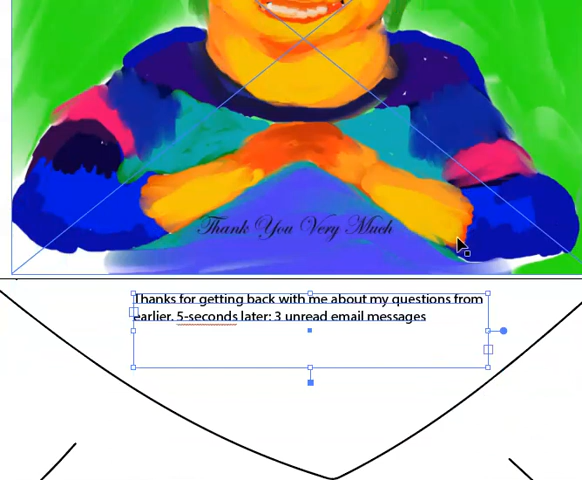 Thank You Very Much
Thanks for getting back with me about my questions from
earlier. 5-seconds later: 3 unread email messages